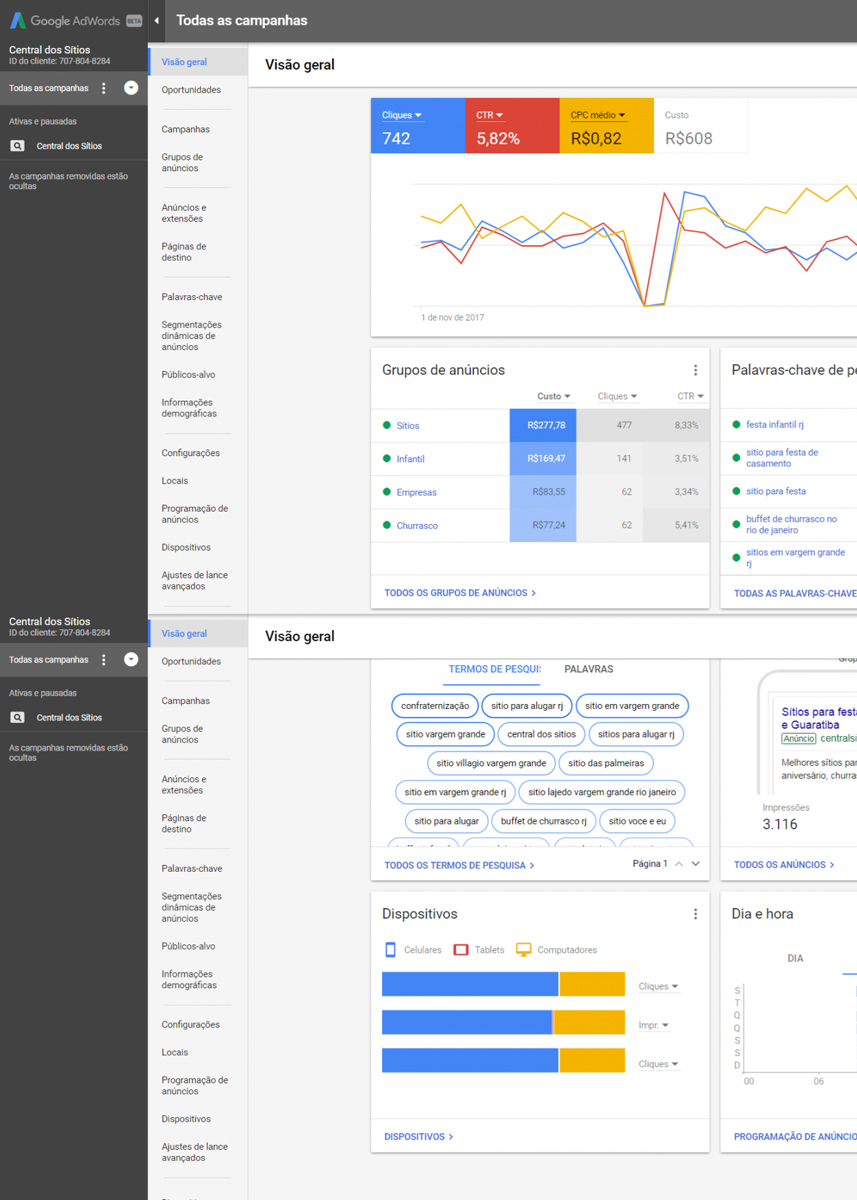 Google AdWords BETA
Todas as campanhas
Central dos Sítios
ID do cliente: 707-804-8284
Todas as campanhas
Ativas e pausadas
Central dos Sítios
As campanhas removidas estão
ocultas
Visão geral
Oportunidades
Campanhas
Grupos de
anúncios
Anúncios e
extensões
Páginas de
destino
Palavras-chave
Segmentações
dinâmicas de
anúncios
Públicos-alvo
Informações
demográficas
Configurações
Locais
Programação de
anúncios
Dispositivos
Ajustes de lance
avançados
Visão geral
Cliques
742
CTR
5,82%
CPC médio
R$0,82
Custo
R$608
1 de nov de 2017
Grupos de anúncios
Custo Cliques CTR
Sítios R$277,78 477 8,33%
Infantil R$169,47 141 3,51%
Empresas R$83,55 62 3,34%
Churrasco R$77,24 62 5,41%
TODOS OS GRUPOS DE ANÚNCIOS
Palavras-chave de pe
festa infantil rj
sitio para festa de
casamento
sitio para festa
buffet de churrasco no
rio de janeiro
sitios em vargem grande
rj
TODAS AS PALAVRAS-CHAVE
Central dos Sítios
ID do cliente: 707-804-8284
Todas as campanhas
Ativas e pausadas
Central dos Sítios
As campanhas removidas estão
ocultas
Visão geral
Oportunidades
Campanhas
Grupos de
anúncios
Anúncios e
extensões
Páginas de
destino
Palavras-chave
Segmentações
dinâmicas de
anúncios
Públicos-alvo
Informações
demográficas
Configurações
Locais
Programação de
anúncios
Dispositivos
Ajustes de lance
avançados
Visão geral
TERMOS DE PESQUI PALAVRAS
confraternização sitio para alugar rj sitio em vargem grande
sitio vargem grande central dos sitios sitios para alugar rj
sitio villagio vargem grande sitio das palmeiras
sitio em vargem grande rj sitio lajedo vargem grande rio janeiro
sitio para alugar buffet de churrasco rj sitio voce e eu
TODOS OS TERMOS DE PESQUISA Página 1
Sítios para festa
e Guaratiba
Anúncio centralsi
Melhores sítios par
aniversário, churra
Impressões
3.116
TODOS OS ANÚNCIOS
Dispositivos
Celulares Tablets Computadores
Cliques
Impr.
Cliques
DISPOSITIVOS
Dia e hora
DIA
S
T
Q
Q
S
S
D
00 06
PROGRAMAÇÃO DE ANÚNCIO